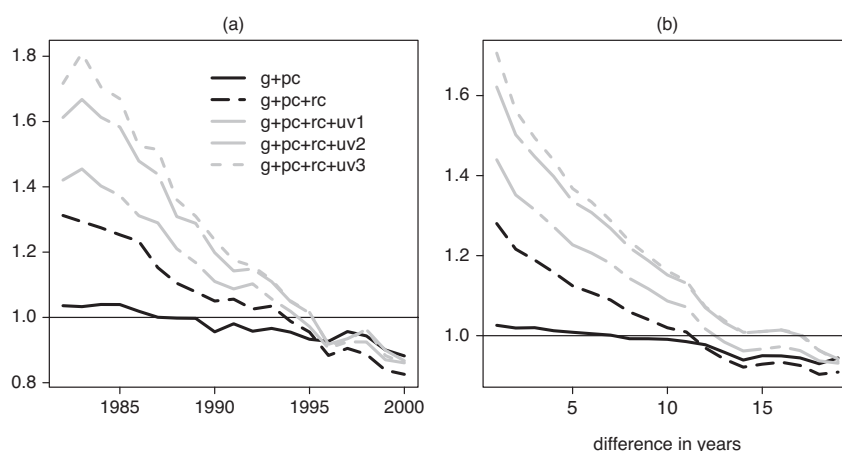 (a)
(b)
1.8
1.6
1.4
1.2
1.0
0.8
g+pc
g+pc+rc
g+pc+rc+uv1
g+pc+rc+uv2
g+pc+rc+uv3
1985
1990
1995
2000
1.6
1.4
1.2
1.0
5
10
15
difference in years